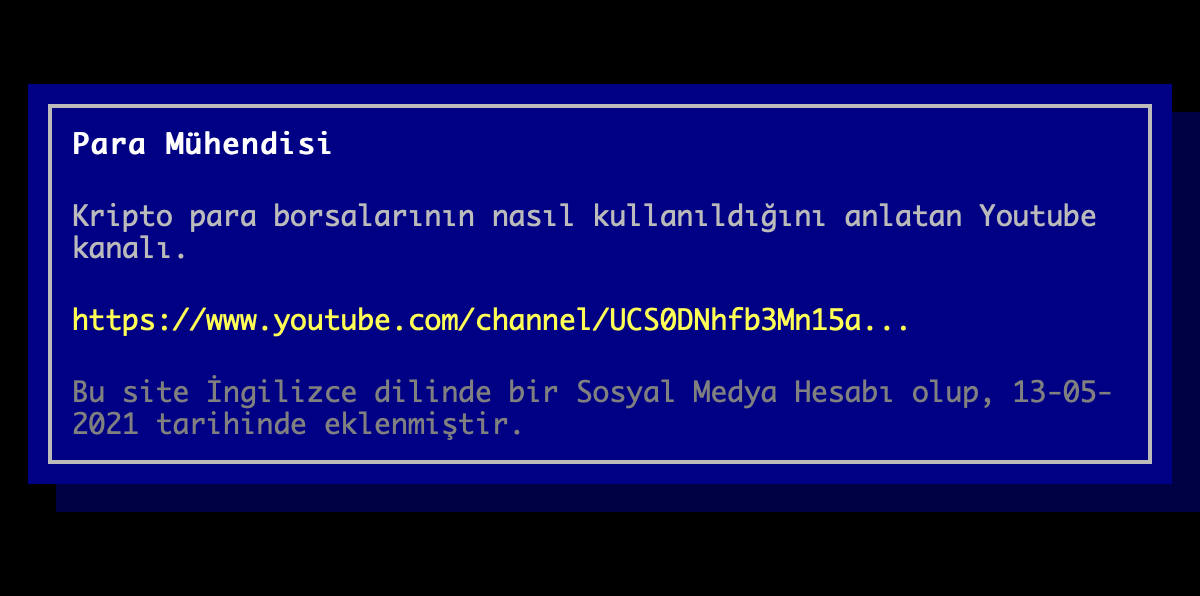 Para Mühendisi
Kripto para borsalarının nasıl kullanıldığını anlatan Youtube
kanalı.
https://www.youtube.com/channel/UCS0DNhfb3Mn15a...
Bu site İngilizce dilinde bir Sosyal Medya Hesabı olup, 13-05-
2021 tarihinde eklenmiştir.